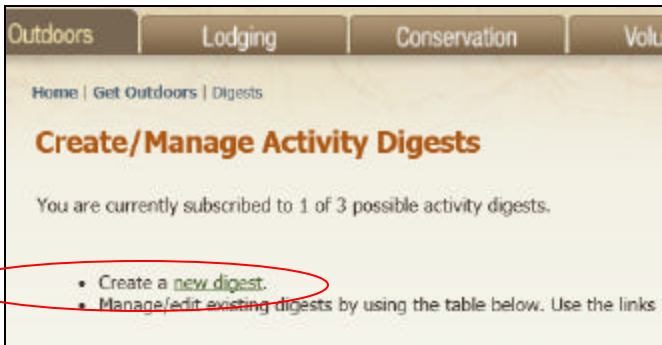 Outdoors Lodging Conservation
Home | Get Outdoors | Digests
Create/Manage Activity Digests
You are currently subscribed to 1 of 3 possible activity digests.
• Create a new digest.
• Manage/edit existing digests by using the table below. Use the links